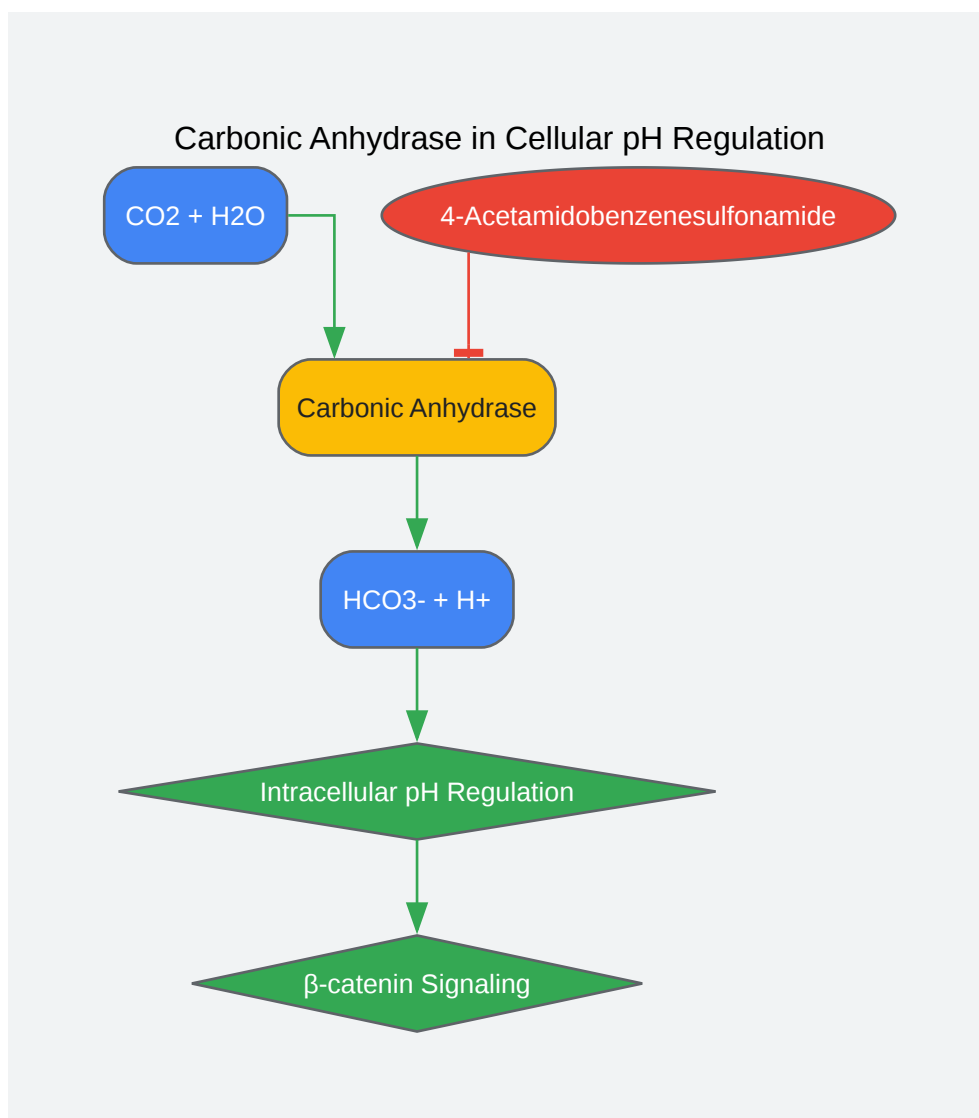 Carbonic Anhydrase in Cellular pH Regulation
CO2 + H2O
4-Acetamidobenzenesulfonamide
Carbonic Anhydrase
HCO3- + H+
Intracellular pH Regulation
β-catenin Signaling